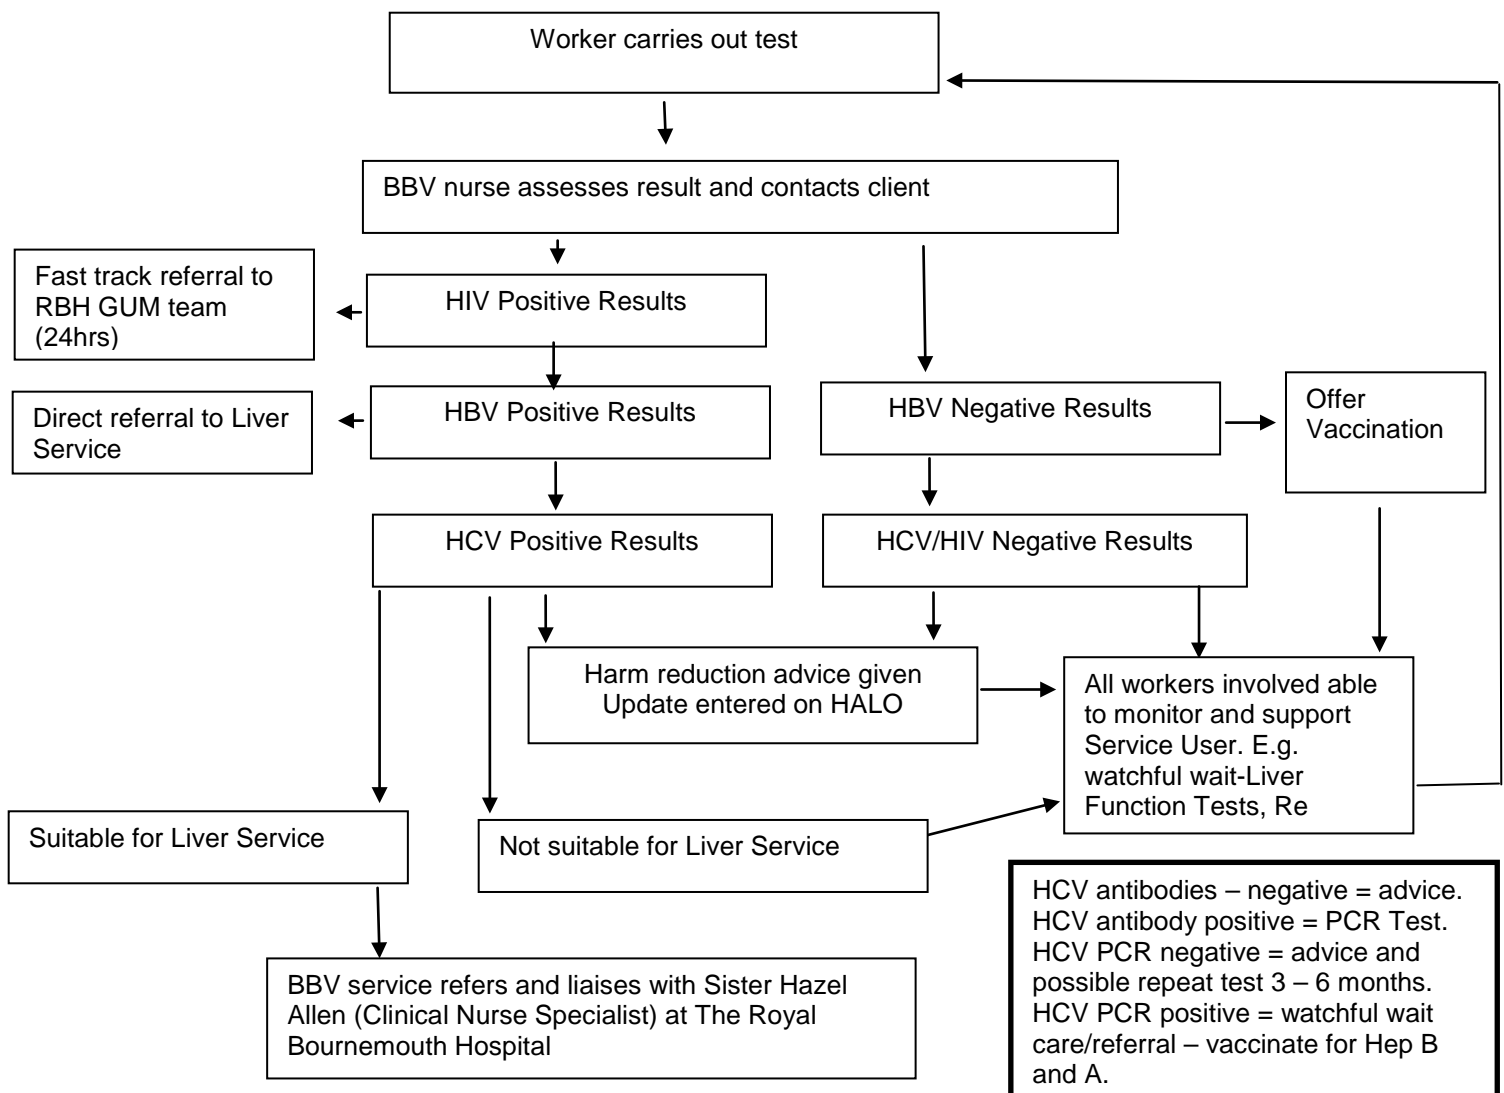 Worker carries out test
BBV nurse assesses result and contacts client
Fast track referral to
RBH GUM team
(24hrs)
HIV Positive Results
Direct referral to Liver
Service
HBV Positive Results
HBV Negative Results
Offer
Vaccination
HCV Positive Results
HCV/HIV Negative Results
Harm reduction advice given
Update entered on HALO
All workers involved able
to monitor and support
Service User. E.g.
watchful wait-Liver
Function Tests, Re
Suitable for Liver Service
Not suitable for Liver Service
BBV service refers and liaises with Sister Hazel
Allen (Clinical Nurse Specialist) at The Royal
Bournemouth Hospital
HCV antibodies – negative = advice.
HCV antibody positive = PCR Test.
HCV PCR negative = advice and
possible repeat test 3 – 6 months.
HCV PCR positive = watchful wait
care/referral – vaccinate for Hep B
and A.